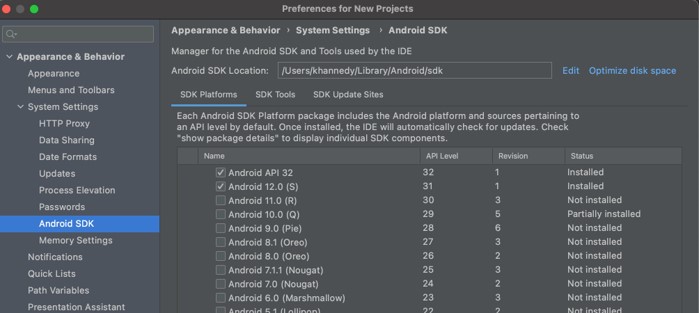 Preferences for New Projects
Appearance & Behavior
Appearance
Menus and Toolbars
System Settings
HTTP Proxy
Data Sharing
Date Formats
Updates
Process Elevation
Passwords
Android SDK
Memory Settings
Notifications
Quick Lists
Path Variables
Presentation Assistant
Appearance & Behavior › System Settings › Android SDK
Manager for the Android SDK and Tools used by the IDE
Android SDK Location: /Users/khannedy/Library/Android/sdk Edit Optimize disk space
SDK Platforms SDK Tools SDK Update Sites
Each Android SDK Platform package includes the Android platform and sources pertaining to
an API level by default. Once installed, the IDE will automatically check for updates. Check
"show package details" to display individual SDK components.
Name API Level Revision Status
Android API 32 32 1 Installed
Android 12.0 (S) 31 1 Installed
Android 11.0 (R) 30 3 Not installed
Android 10.0 (Q) 29 5 Partially installed
Android 9.0 (Pie) 28 6 Not installed
Android 8.1 (Oreo) 27 3 Not installed
Android 8.0 (Oreo) 26 2 Not installed
Android 7.1.1 (Nougat) 25 3 Not installed
Android 7.0 (Nougat) 24 2 Not installed
Android 6.0 (Marshmallow) 23 3 Not installed
Android 5.1 (Lollipop) 22 2 Not installed